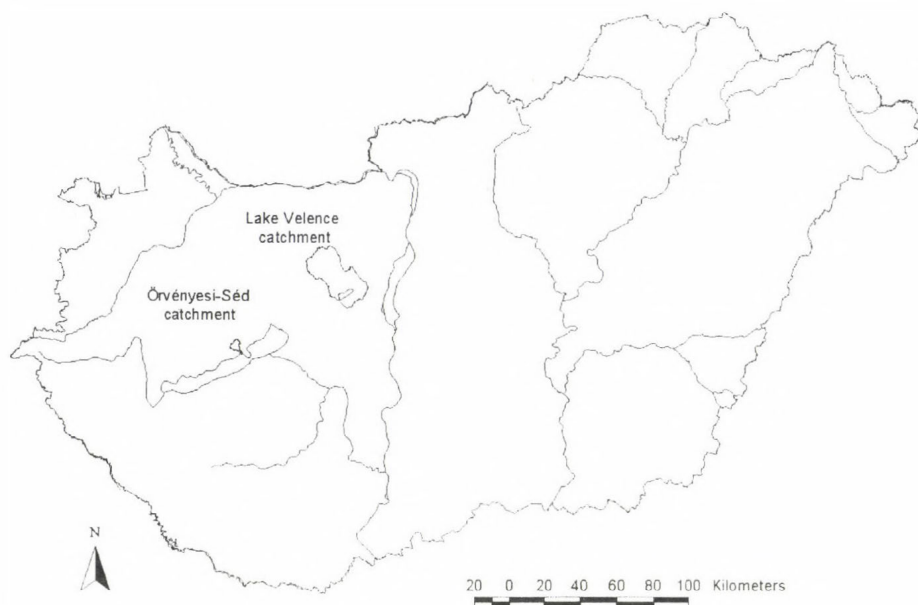 Lake Velence
catchment
Örvényesi-Séd
catchment
N
20 0 20 40 60 80 100 Kilometers